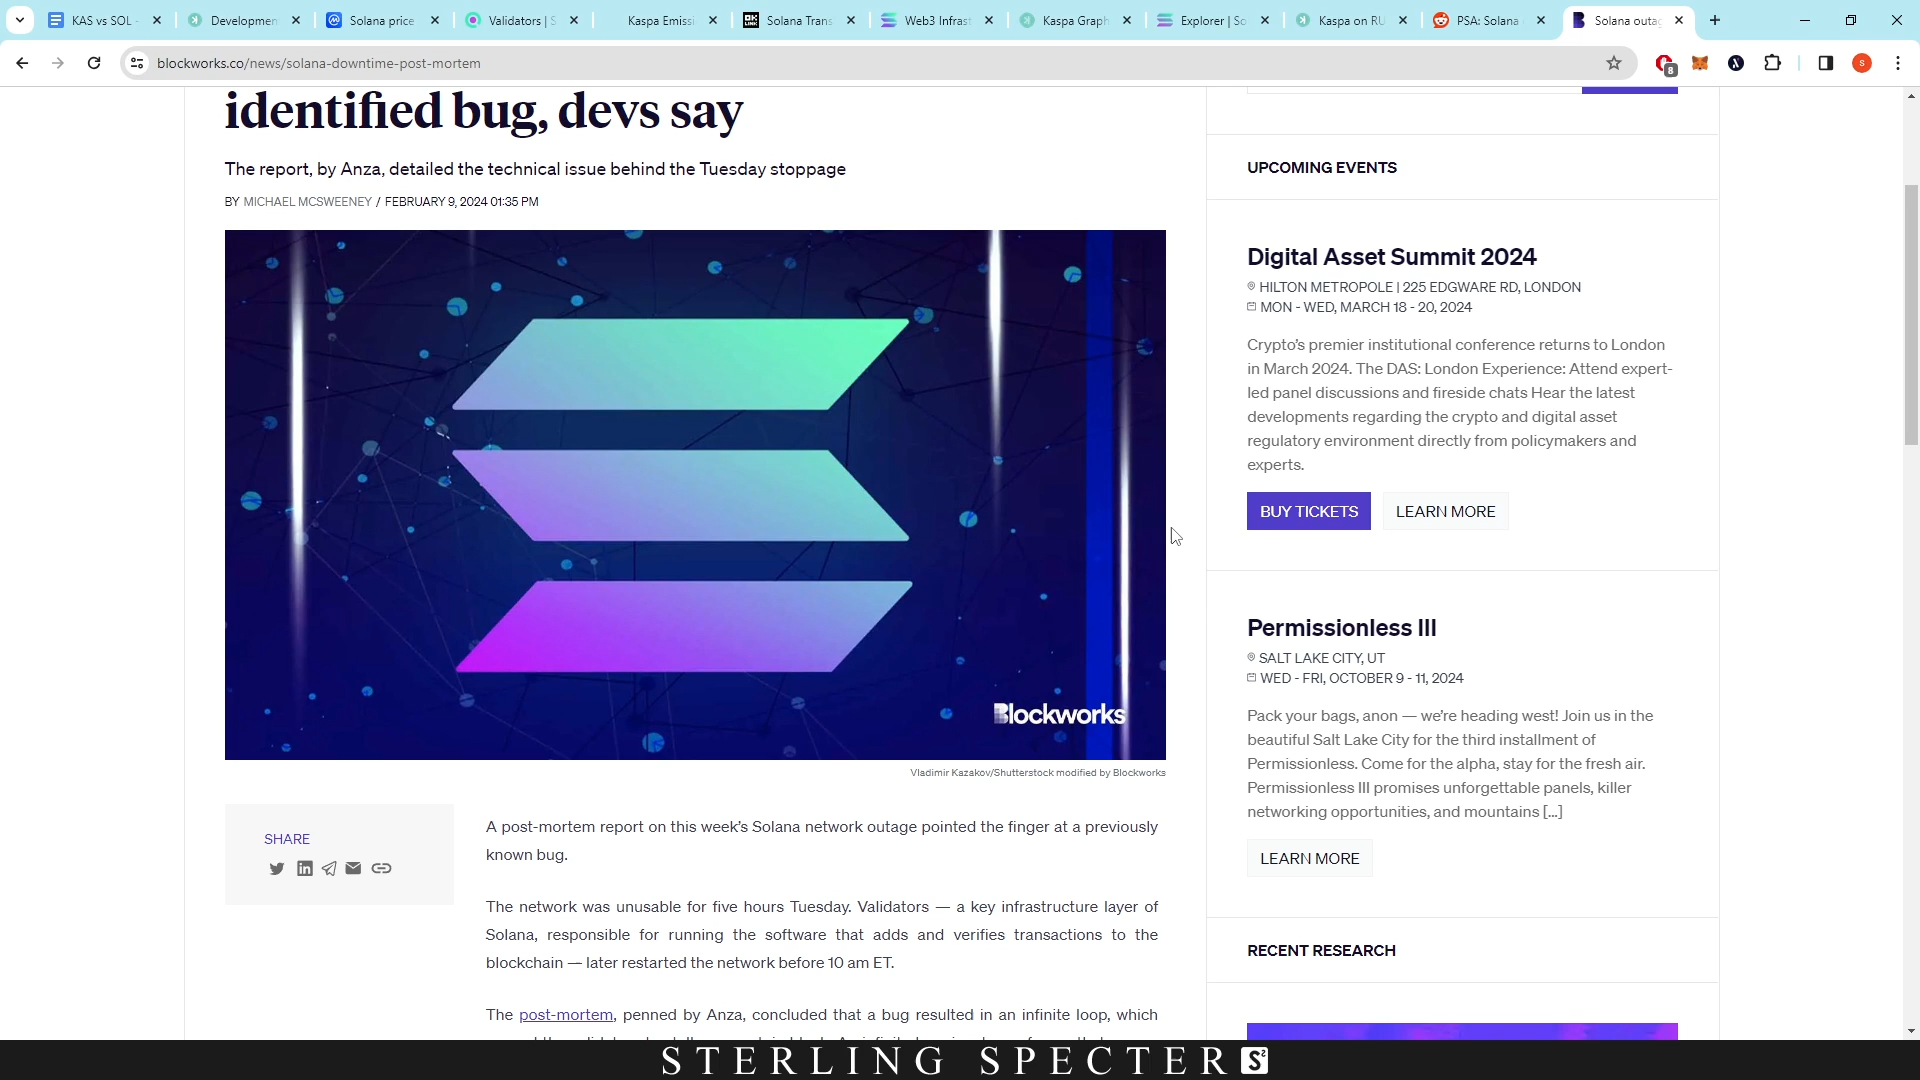 KAS vs SOL -
Developmen
Solana price
Validators | S
Kaspa Emissi
Solana Trans
Web3 Infrast
Kaspa Graph
Explorer | So
Kaspa on RU
PSA: Solana
Solana outag
blockworks.co/news/solana-downtime-post-mortem
8
S
identified bug, devs say
The report, by Anza, detailed the technical issue behind the Tuesday stoppage
BY MICHAEL MCSWEENEY / FEBRUARY 9, 2024 01:35 PM
Blockworks
Vladimir Kazakov/Shutterstock modified by Blockworks
SHARE
A post-mortem report on this week’s Solana network outage pointed the finger at a previously
known bug.
The network was unusable for five hours Tuesday. Validators — a key infrastructure layer of
Solana, responsible for running the software that adds and verifies transactions to the
blockchain — later restarted the network before 10 am ET.
The post-mortem, penned by Anza, concluded that a bug resulted in an infinite loop, which
UPCOMING EVENTS
Digital Asset Summit 2024
HILTON METROPOLE | 225 EDGWARE RD, LONDON
MON - WED, MARCH 18 - 20, 2024
Crypto’s premier institutional conference returns to London
in March 2024. The DAS: London Experience: Attend expert-
led panel discussions and fireside chats Hear the latest
developments regarding the crypto and digital asset
regulatory environment directly from policymakers and
experts.
BUY TICKETS
LEARN MORE
Permissionless III
SALT LAKE CITY, UT
WED - FRI, OCTOBER 9 - 11, 2024
Pack your bags, anon — we’re heading west! Join us in the
beautiful Salt Lake City for the third installment of
Permissionless. Come for the alpha, stay for the fresh air.
Permissionless III promises unforgettable panels, killer
networking opportunities, and mountains […]
LEARN MORE
RECENT RESEARCH
STERLING SPECTER